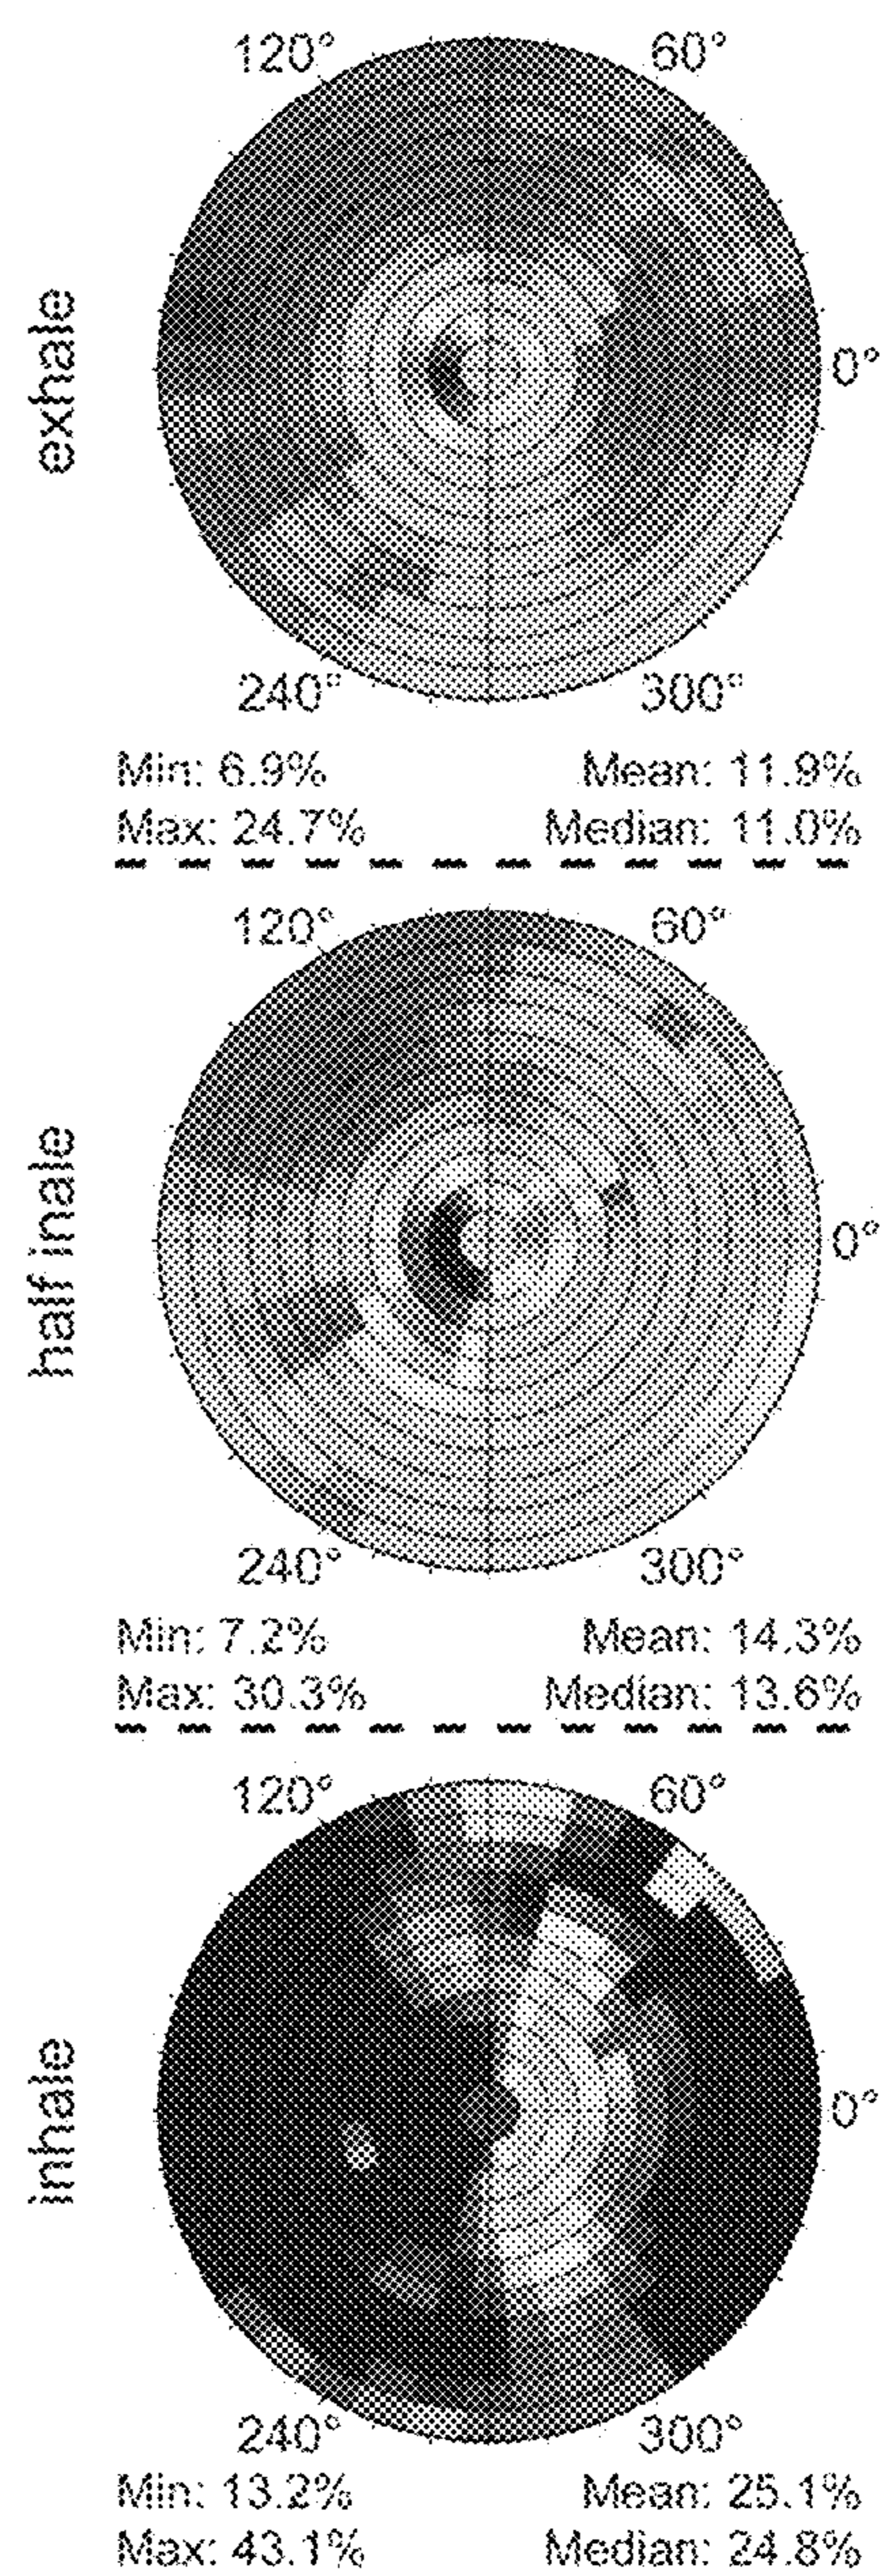 exhale
120° 60°
0°
240° 300°
Min: 6.9% Mean: 11.9%
Max: 24.7% Median: 11.0%
half inale
120° 60°
0°
240° 300°
Min: 7.2% Mean: 14.3%
Max: 30.3% Median: 13.6%
inhale
120° 60°
0°
240° 300°
Min: 13.2% Mean: 25.1%
Max: 43.1% Median: 24.8%